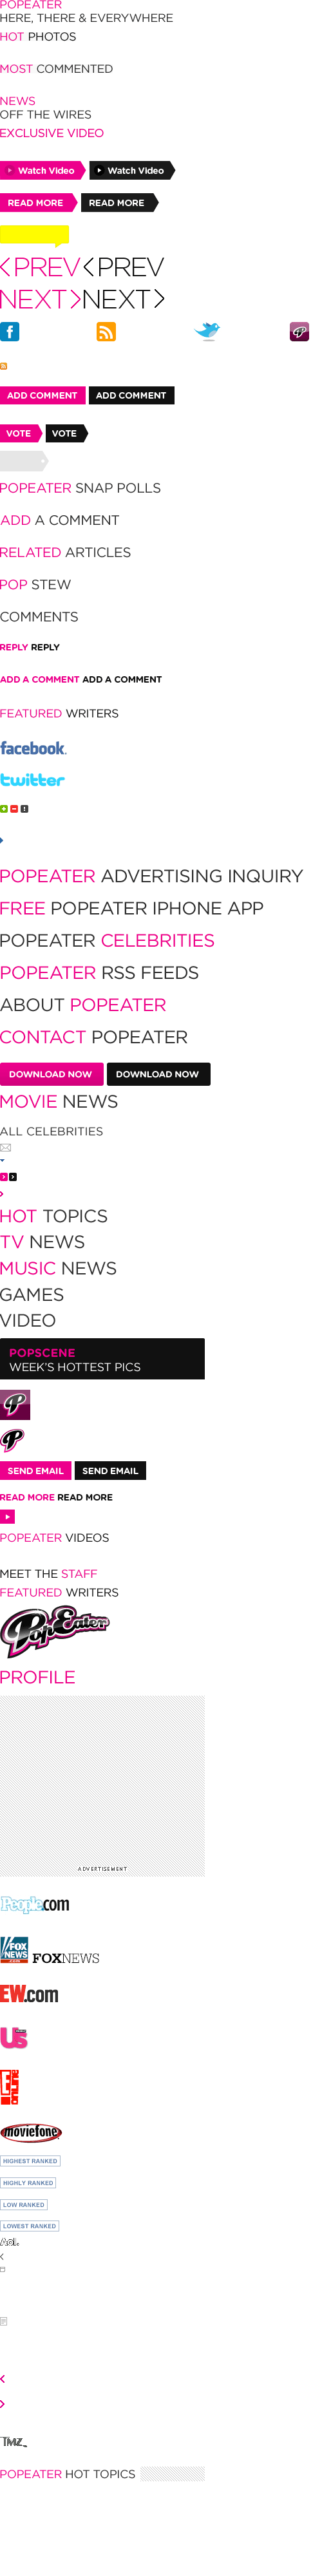 POPEATER
HERE, THERE & EVERYWHERE
HOT PHOTOS
MOST COMMENTED
NEWS
OFF THE WIRES
EXCLUSIVE VIDEO
Watch Video Watch Video
READ MORE READ MORE
PREV PREV
NEXT NEXT
ADD COMMENT ADD COMMENT
VOTE VOTE
POPEATER SNAP POLLS
ADD A COMMENT
RELATED ARTICLES
POP STEW
COMMENTS
REPLY REPLY
ADD A COMMENT ADD A COMMENT
FEATURED WRITERS
facebook.
twitter
POPEATER ADVERTISING INQUIRY
FREE POPEATER IPHONE APP
POPEATER CELEBRITIES
POPEATER RSS FEEDS
ABOUT POPEATER
CONTACT POPEATER
DOWNLOAD NOW DOWNLOAD NOW
MOVIE NEWS
ALL CELEBRITIES
HOT TOPICS
TV NEWS
MUSIC NEWS
GAMES
VIDEO
POPSCENE
WEEK'S HOTTEST PICS
P
P
SEND EMAIL SEND EMAIL
READ MORE READ MORE
POPEATER VIDEOS
MEET THE STAFF
FEATURED WRITERS
PopEater
PROFILE
ADVERTISEMENT
People.com
FOX NEWS .com FOXNEWS
EW.com
Us
E!
moviefone
HIGHEST RANKED
HIGHLY RANKED
LOW RANKED
LOWEST RANKED
Aol.
TMZ
POPEATER HOT TOPICS